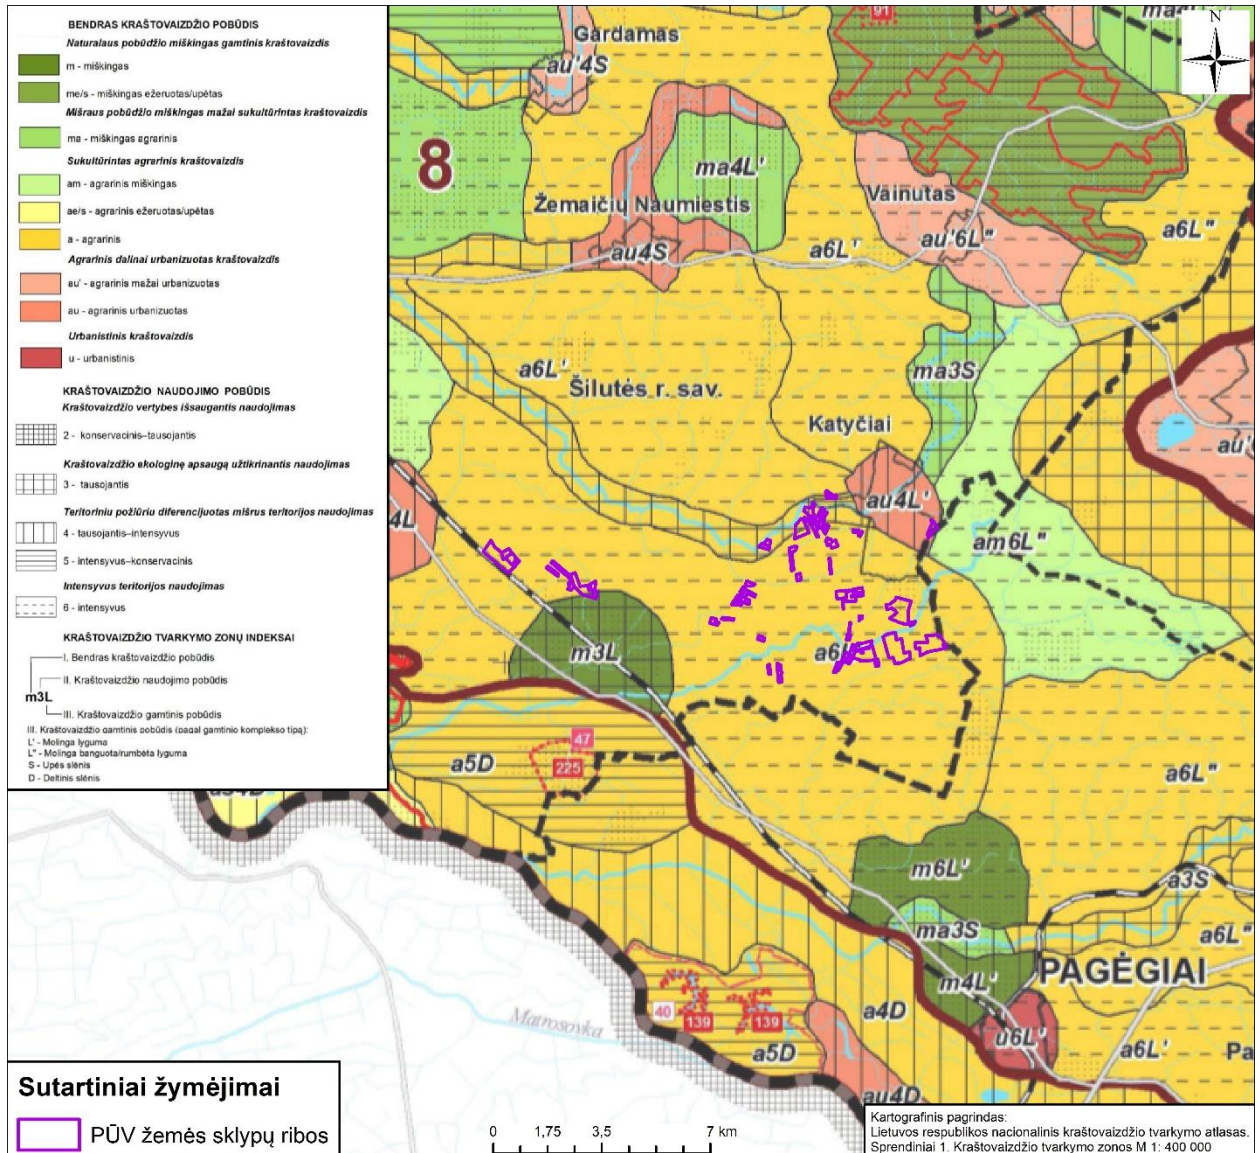 BENDRAS KRAŠTOVAIZDŽIO POBŪDIS
Naturalaus pobūdžio miškingas gamtinis kraštovaizdis
m - miškingas
me/s - miškingas ežeruotas/upėtas
Mišraus pobūdžio miškingas mažai sukultūrintas kraštovaizdis
ma - miškingas agrarinis
Sukultūrintas agrarinis kraštovaizdis
am - agrarinis miškingas
ae/s - agrarinis ežeruotas/upėtas
a - agrarinis
Agrarinis dalinai urbanizuotas kraštovaizdis
au' - agrarinis mažai urbanizuotas
au - agrarinis urbanizuotas
Urbanistinis kraštovaizdis
u - urbanistinis
KRAŠTOVAIZDŽIO NAUDOJIMO POBŪDIS
Kraštovaizdžio vertybes išsaugantis naudojimas
2 - konservacinis–tausojantis
Kraštovaizdžio ekologinę apsaugą užtikrinantis naudojimas
3 - tausojantis
Teritoriniu požiūriu diferencijuotas mišrus teritorijos naudojimas
4 - tausojantis–intensyvus
5 - intensyvus–konservacinis
Intensyvus teritorijos naudojimas
6 - intensyvus
KRAŠTOVAIZDŽIO TVARKYMO ZONŲ INDEKSAI
I. Bendras kraštovaizdžio pobūdis
II. Kraštovaizdžio naudojimo pobūdis
m3L
III. Kraštovaizdžio gamtinis pobūdis
III. Kraštovaizdžio gamtinis pobūdis (pagal gamtinio komplekso tipą):
L' - Molinga lyguma
L" - Molinga banguota/rumbėta lyguma
S - Upės slėnis
D - Deltinis slėnis
Gardamas
au'4S
91
N
8
ma4L'
Žemaičių Naumiestis
Vainutas
au4S
a6L'
au'6L"
a6L"
a6L'
Šilutės r. sav.
ma3S
Katyčiai
au4L'
4L
am6L"
m3L
a6L
47
225
a5D
a6L"
m6L'
a3S
ma3S
a6L"
PAGĖGIAI
m4L'
40
139
139
a4D
u6L'
a5D
a6L'
Pa
Matrosovka
au4D
Sutartiniai žymėjimai
PŪV žemės sklypų ribos
0 1,75 3,5 7 km
Kartografinis pagrindas:
Lietuvos respublikos nacionalinis kraštovaizdžio tvarkymo atlasas.
Sprendiniai 1. Kraštovaizdžio tvarkymo zonos M 1: 400 000